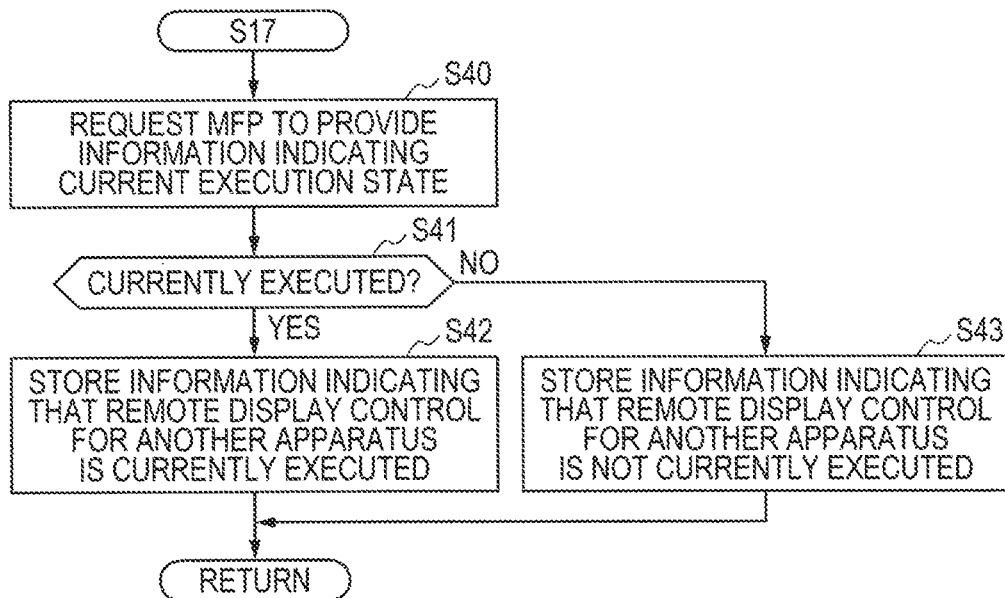 S17
S40
REQUEST MFP TO PROVIDE
INFORMATION INDICATING
CURRENT EXECUTION STATE
S41
CURRENTLY EXECUTED?
NO
YES
S42
STORE INFORMATION INDICATING
THAT REMOTE DISPLAY CONTROL
FOR ANOTHER APPARATUS
IS CURRENTLY EXECUTED
S43
STORE INFORMATION INDICATING
THAT REMOTE DISPLAY CONTROL
FOR ANOTHER APPARATUS
IS NOT CURRENTLY EXECUTED
RETURN